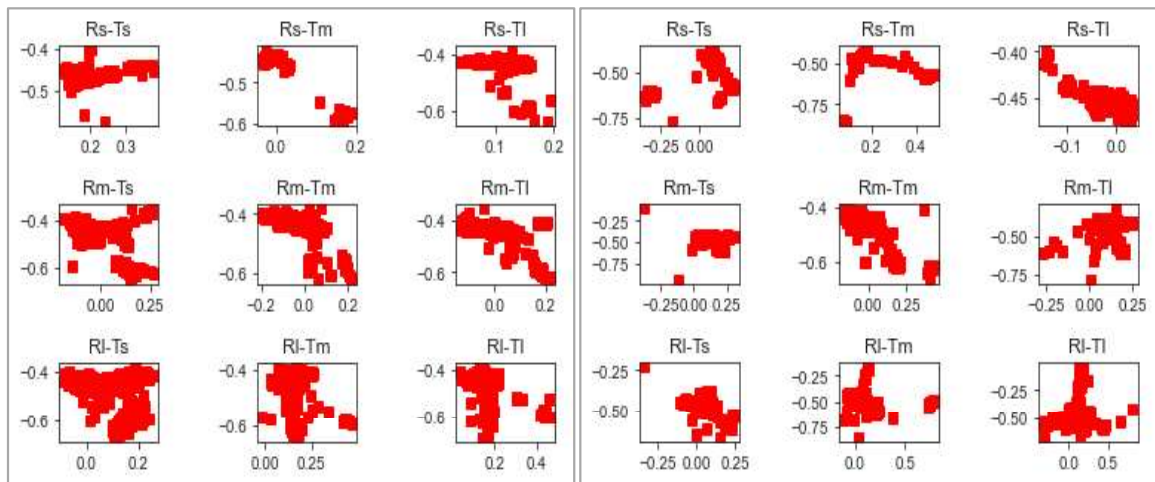 Rs-Ts Rs-Tm Rs-Tl
−0.4 −0.5
0.2 0.3
−0.5 −0.6
0.0 0.2
−0.4 −0.6
0.1 0.2
Rm-Ts Rm-Tm Rm-Tl
−0.4 −0.6
0.00 0.25
−0.4 −0.6
−0.2 0.0 0.2
−0.4 −0.6
0.0 0.2
Rl-Ts Rl-Tm Rl-Tl
−0.4 −0.6
0.0 0.2
−0.4 −0.6
0.00 0.25
−0.4 −0.6
0.2 0.4
Rs-Ts Rs-Tm Rs-Tl
−0.50 −0.75
−0.25 0.00
−0.50 −0.75
0.2 0.4
−0.40 −0.45
−0.1 0.0
Rm-Ts Rm-Tm Rm-Tl
−0.25 −0.50 −0.75
−0.25 0.00 0.25
−0.4 −0.6
0.00 0.25
−0.50 −0.75
−0.25 0.00 0.25
Rl-Ts Rl-Tm Rl-Tl
−0.25 −0.50
−0.25 0.00 0.25
−0.25 −0.50 −0.75
0.0 0.5
−0.25 −0.50
0.0 0.5